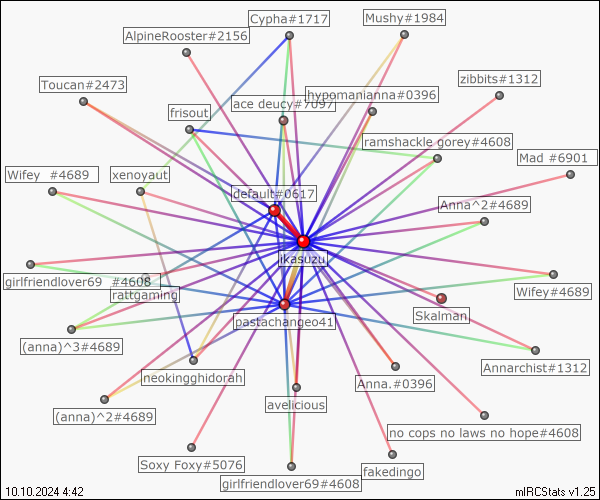 Cypha#1717
Mushy#1984
AlpineRooster#2156
zibbits#1312
Toucan#2473
hypomanianna#0396
ace deucy#7097
frisout
ramshackle gorey#4608
Mad #6901
Wifey #4689
xenoyaut
default#0617
Anna^2#4689
ikasuzu
girlfriendlover69 #4608
rattgaming
Wifey#4689
Skalman
pastachangeo41
(anna)^3#4689
Annarchist#1312
neokingghidorah
Anna.#0396
avelicious
(anna)^2#4689
no cops no laws no hope#4608
Soxy Foxy#5076
fakedingo
girlfriendlover69#4608
10.10.2024 4:42
mIRCStats v1.25